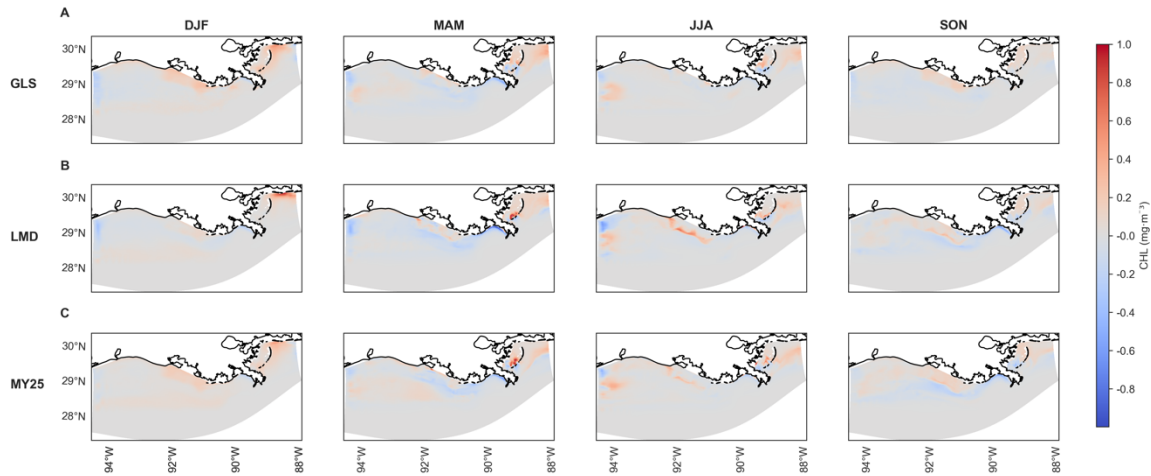 A
DJF MAM JJA SON
GLS
30°N
29°N
28°N
B
LMD
30°N
29°N
28°N
C
MY25
30°N
29°N
28°N
94°W 92°W 90°W 88°W 94°W 92°W 90°W 88°W 94°W 92°W 90°W 88°W 94°W 92°W 90°W 88°W
1.0
0.8
0.6
0.4
0.2
-0.0
-0.2
-0.4
-0.6
-0.8
CHL (mg·m⁻³)